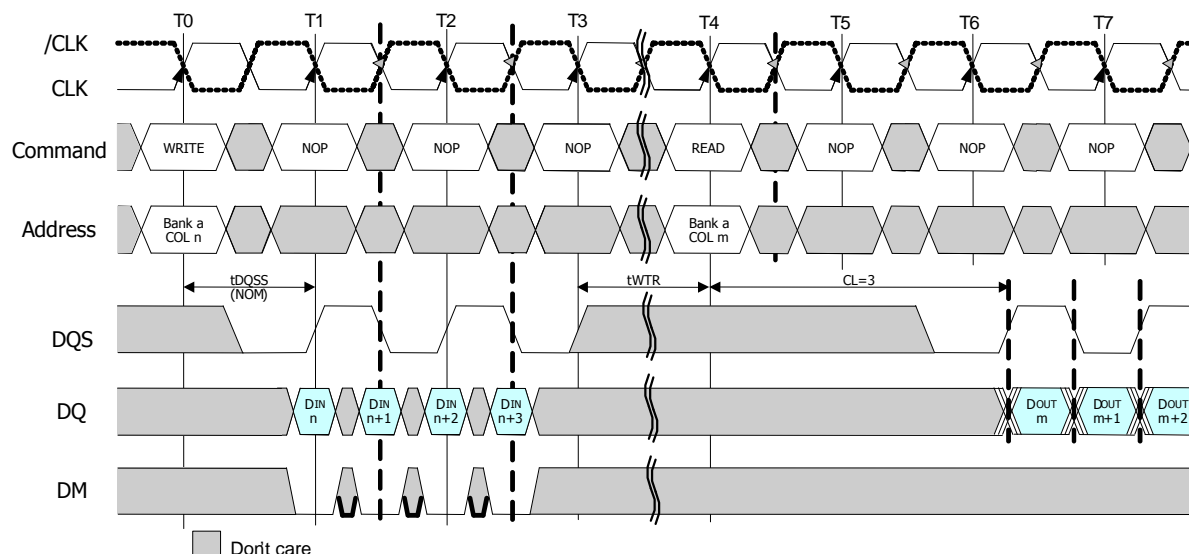 T0 T1 T2 T3 T4 T5 T6 T7
/CLK
CLK
Command WRITE NOP NOP NOP READ NOP NOP NOP
Address Bank a COL n Bank a COL m
tDQSS (NOM) tWTR CL=3
DQS
DQ DIN n DIN n+1 DIN n+2 DIN n+3 DOUT m DOUT m+1 DOUT m+2
DM
Don't care